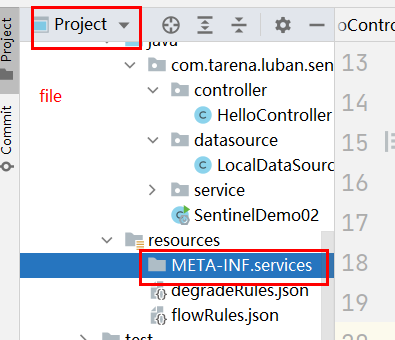 Project
oContro
java
com.tarena.luban.sen
file
controller
HelloController
datasource
LocalDataSourc
service
SentinelDemo02
resources
META-INF.services
degradeRules.json
flowRules.json
test
Project
Commit
13
14
15
16
17
18
19